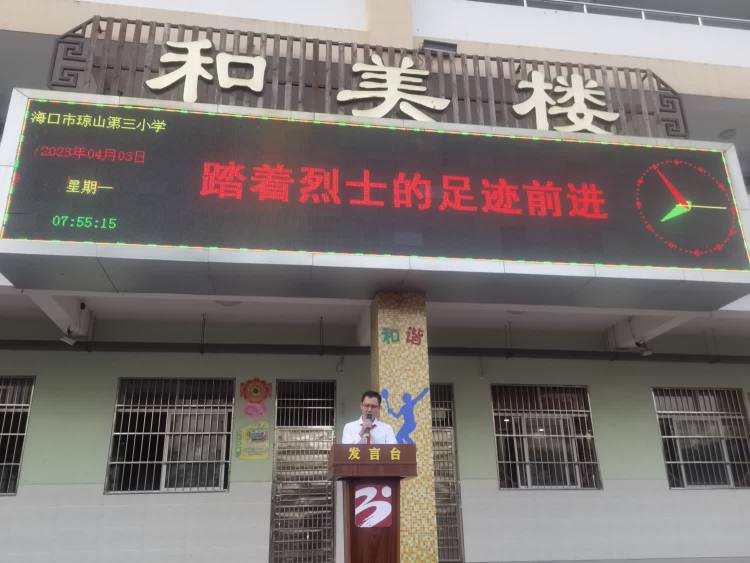 和美楼
海口市琼山第三小学
2023年04月03日
星期一
07:55:15
踏着烈士的足迹前进
和谐
发言台